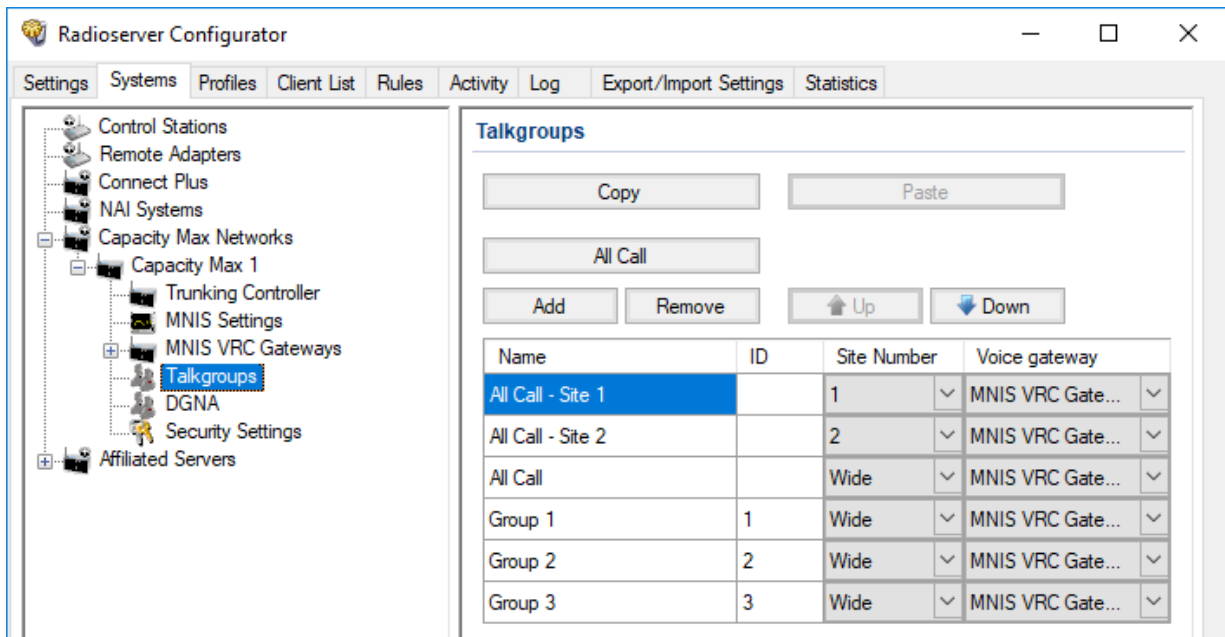 Radioserver Configurator
Settings Systems Profiles Client List Rules Activity Log Export/Import Settings Statistics
Control Stations
Remote Adapters
Connect Plus
NAI Systems
Capacity Max Networks
Capacity Max 1
Trunking Controller
MNIS Settings
MNIS VRC Gateways
Talkgroups
DGNA
Security Settings
Affiliated Servers
Talkgroups
Copy Paste
All Call
Add Remove Up Down
Name ID Site Number Voice gateway
All Call - Site 1 1 MNIS VRC Gate...
All Call - Site 2 2 MNIS VRC Gate...
All Call Wide MNIS VRC Gate...
Group 1 1 Wide MNIS VRC Gate...
Group 2 2 Wide MNIS VRC Gate...
Group 3 3 Wide MNIS VRC Gate...